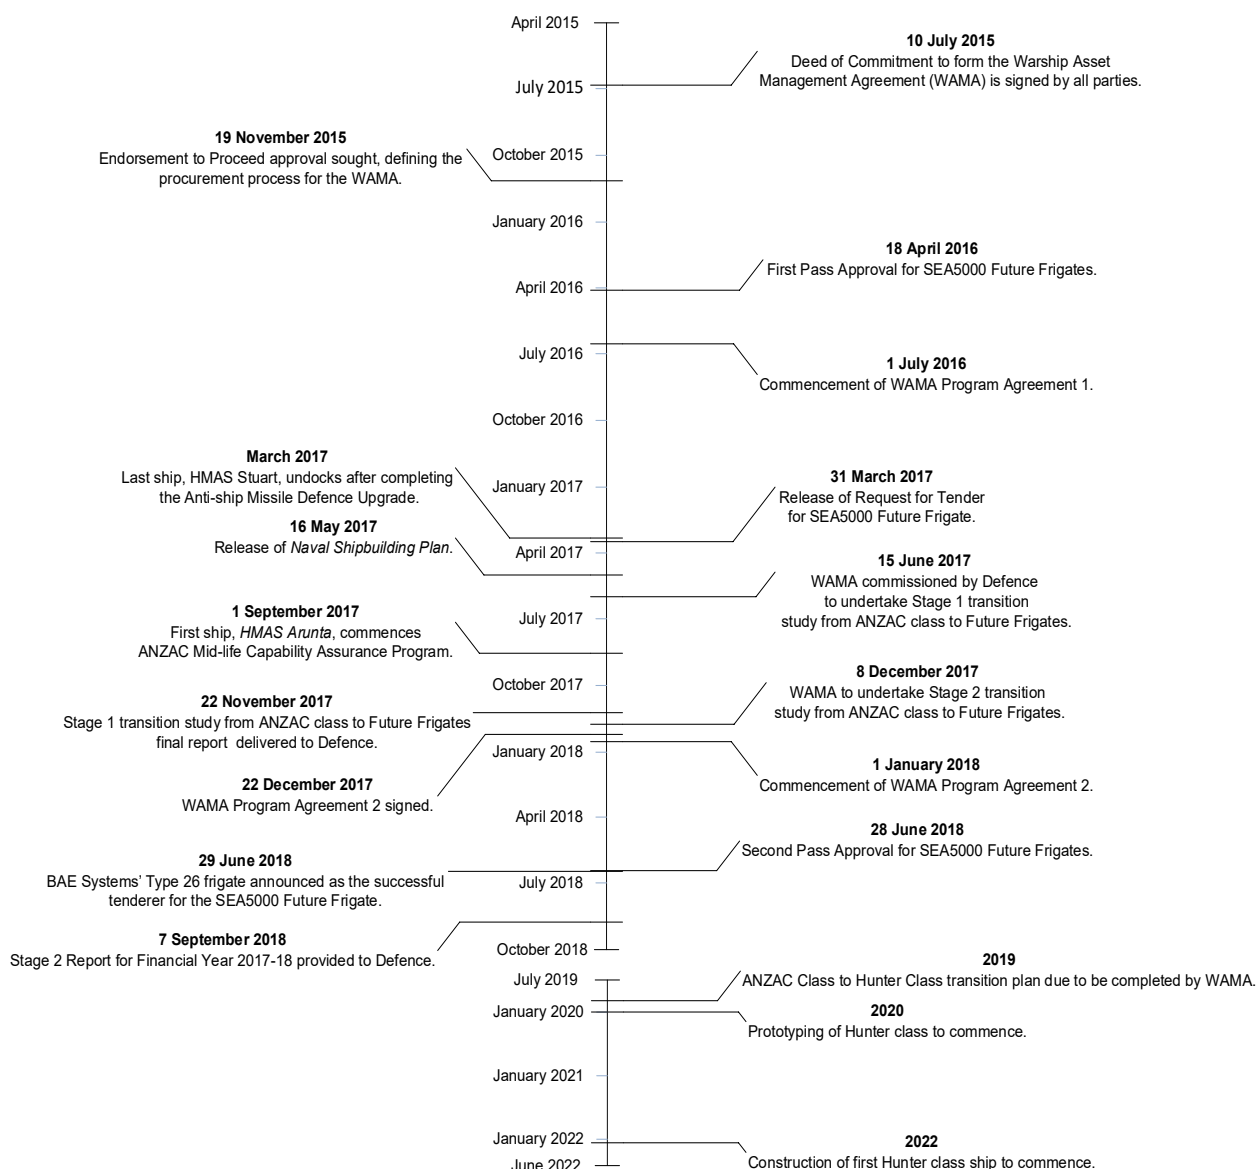 April 2015
10 July 2015
Deed of Commitment to form the Warship Asset
Management Agreement (WAMA) is signed by all parties.
July 2015
19 November 2015
Endorsement to Proceed approval sought, defining the
procurement process for the WAMA.
October 2015
January 2016
18 April 2016
First Pass Approval for SEA5000 Future Frigates.
April 2016
July 2016
1 July 2016
Commencement of WAMA Program Agreement 1.
October 2016
March 2017
Last ship, HMAS Stuart, undocks after completing
the Anti-ship Missile Defence Upgrade.
January 2017
31 March 2017
Release of Request for Tender
for SEA5000 Future Frigate.
16 May 2017
Release of Naval Shipbuilding Plan.
April 2017
15 June 2017
WAMA commissioned by Defence
to undertake Stage 1 transition
study from ANZAC class to Future Frigates.
1 September 2017
First ship, HMAS Arunta, commences
ANZAC Mid-life Capability Assurance Program.
July 2017
October 2017
8 December 2017
WAMA to undertake Stage 2 transition
study from ANZAC class to Future Frigates.
22 November 2017
Stage 1 transition study from ANZAC class to Future Frigates
final report delivered to Defence.
January 2018
1 January 2018
Commencement of WAMA Program Agreement 2.
22 December 2017
WAMA Program Agreement 2 signed.
April 2018
28 June 2018
Second Pass Approval for SEA5000 Future Frigates.
29 June 2018
BAE Systems' Type 26 frigate announced as the successful
tenderer for the SEA5000 Future Frigate.
July 2018
7 September 2018
Stage 2 Report for Financial Year 2017-18 provided to Defence.
October 2018
July 2019
2019
ANZAC Class to Hunter Class transition plan due to be completed by WAMA.
January 2020
2020
Prototyping of Hunter class to commence.
January 2021
January 2022
2022
Construction of first Hunter class ship to commence.
June 2022